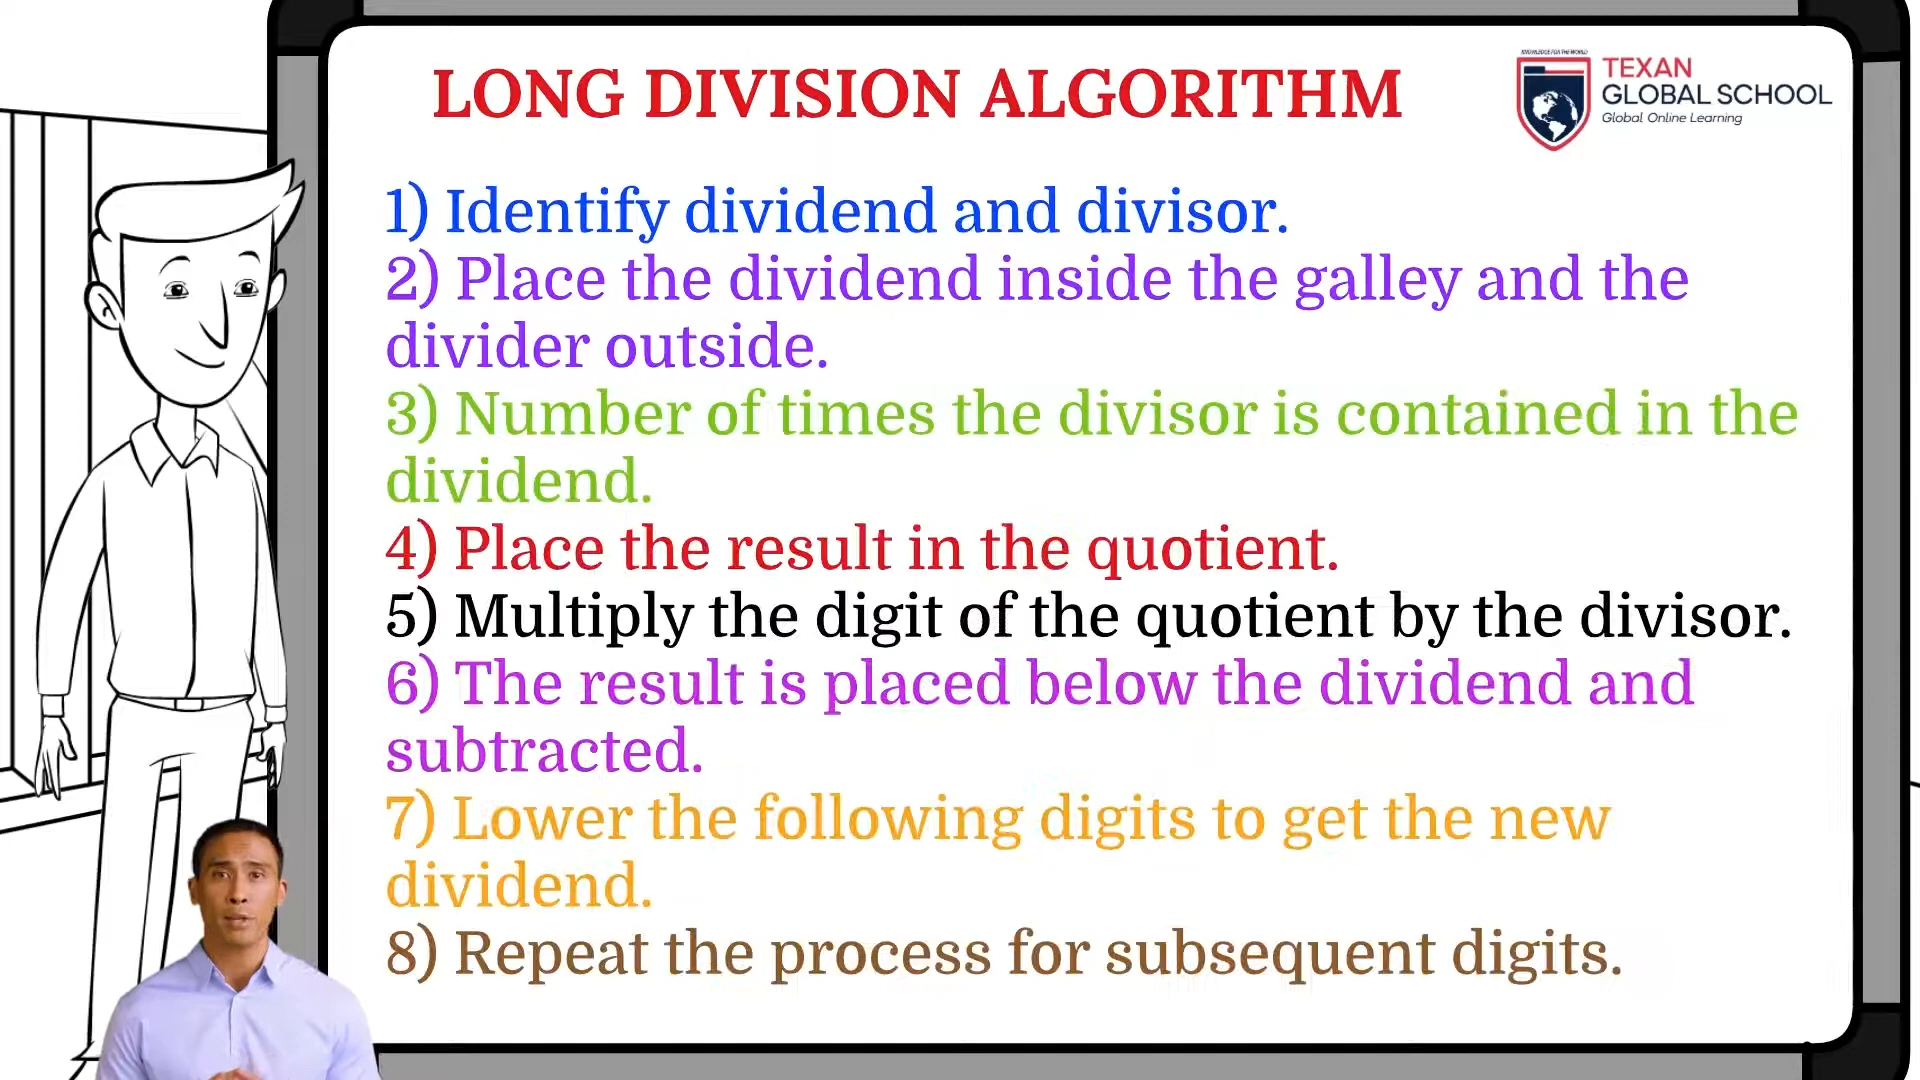 LONG DIVISION ALGORITHM
KNOWLEDGE FOR THE WORLD
TEXAN
GLOBAL SCHOOL
Global Online Learning
1) Identify dividend and divisor.
2) Place the dividend inside the galley and the
divider outside.
3) Number of times the divisor is contained in the
dividend.
4) Place the result in the quotient.
5) Multiply the digit of the quotient by the divisor.
6) The result is placed below the dividend and
subtracted.
7) Lower the following digits to get the new
dividend.
8) Repeat the process for subsequent digits.